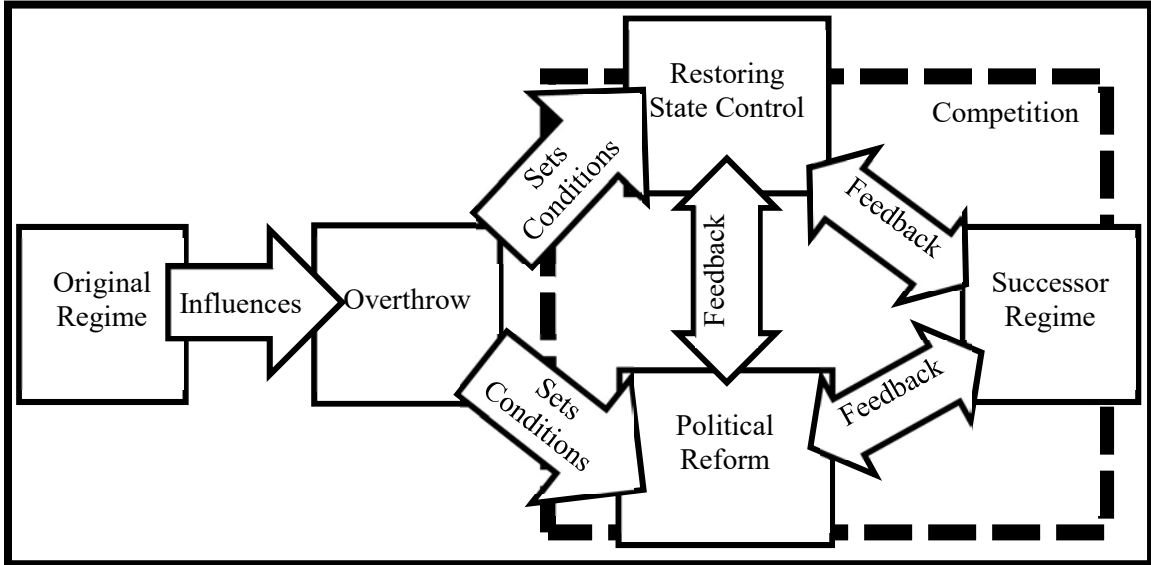 Original
Regime
Influences
Overthrow
Sets
Conditions
Sets
Conditions
Restoring
State Control
Competition
Feedback
Feedback
Feedback
Political
Reform
Successor
Regime